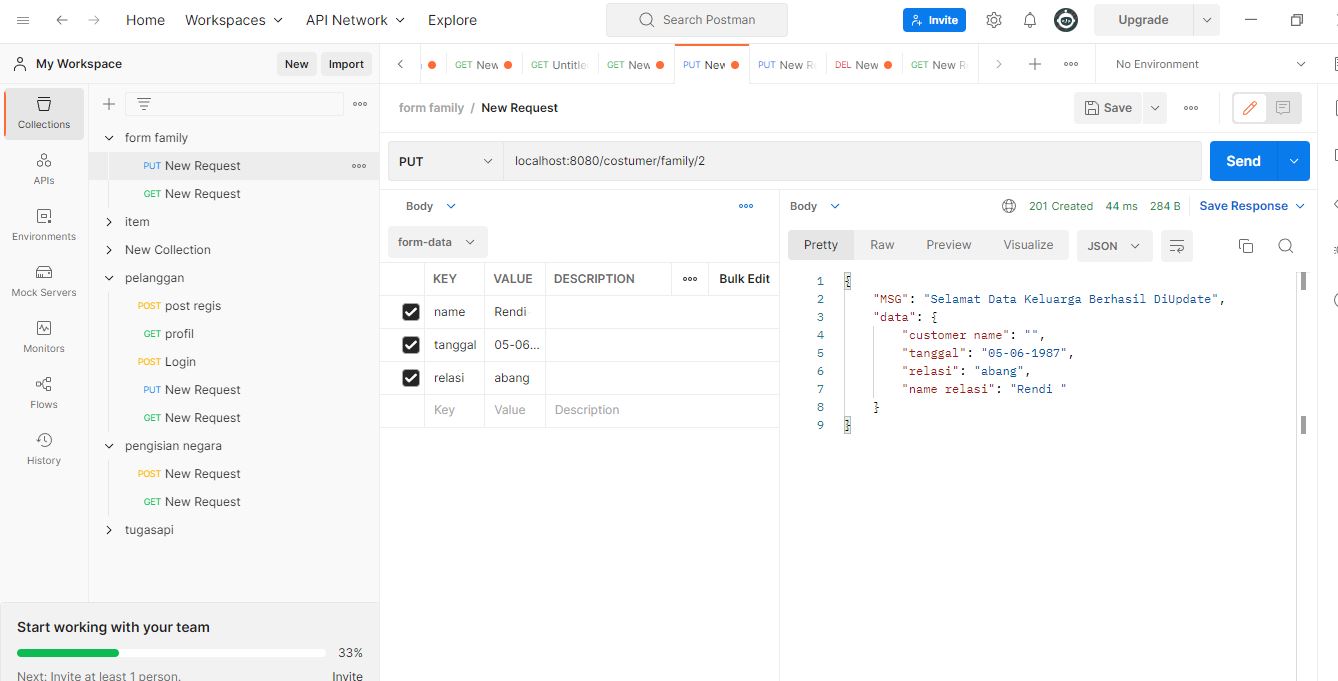 Home Workspaces API Network Explore Search Postman Invite Upgrade
My Workspace New Import
GET New GET Untitle GET New PUT New PUT New R DEL New GET New R No Environment
Collections
APIs
Environments
Mock Servers
Monitors
Flows
History
form family
PUT New Request
GET New Request
item
New Collection
pelanggan
POST post regis
GET profil
POST Login
PUT New Request
GET New Request
pengisian negara
POST New Request
GET New Request
tugasapi
Start working with your team
33%
Next: Invite at least 1 person. Invite
form family / New Request Save
PUT localhost:8080/costumer/family/2 Send
Body
form-data
KEY VALUE DESCRIPTION Bulk Edit
name Rendi
tanggal 05-06...
relasi abang
Key Value Description
Body 201 Created 44 ms 284 B Save Response
Pretty Raw Preview Visualize JSON
1 {
2 "MSG": "Selamat Data Keluarga Berhasil DiUpdate",
3 "data": {
4 "customer name": "",
5 "tanggal": "05-06-1987",
6 "relasi": "abang",
7 "name relasi": "Rendi "
8 }
9 }